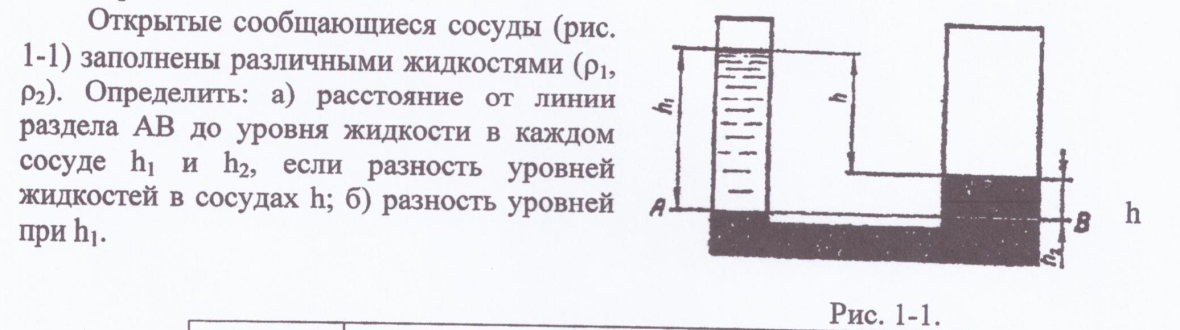 Открытые сообщающиеся сосуды (рис.
1-1) заполнены различными жидкостями (ρ₁,
ρ₂). Определить: а) расстояние от линии
раздела АВ до уровня жидкости в каждом
сосуде h₁ и h₂, если разность уровней
жидкостей в сосудах h; б) разность уровней
при h₁.
h₁
h
A
B
h
h₂
Рис. 1-1.